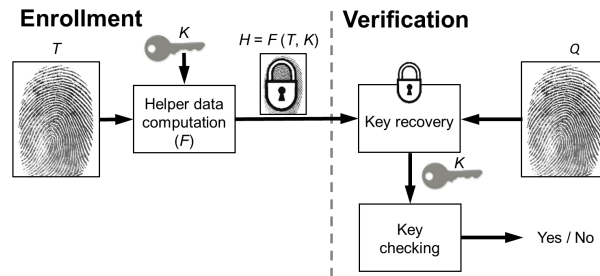 Enrollment
Verification
T
K
H = F (T, K)
Q
Helper data
computation
(F)
Key recovery
K
Key
checking
Yes / No